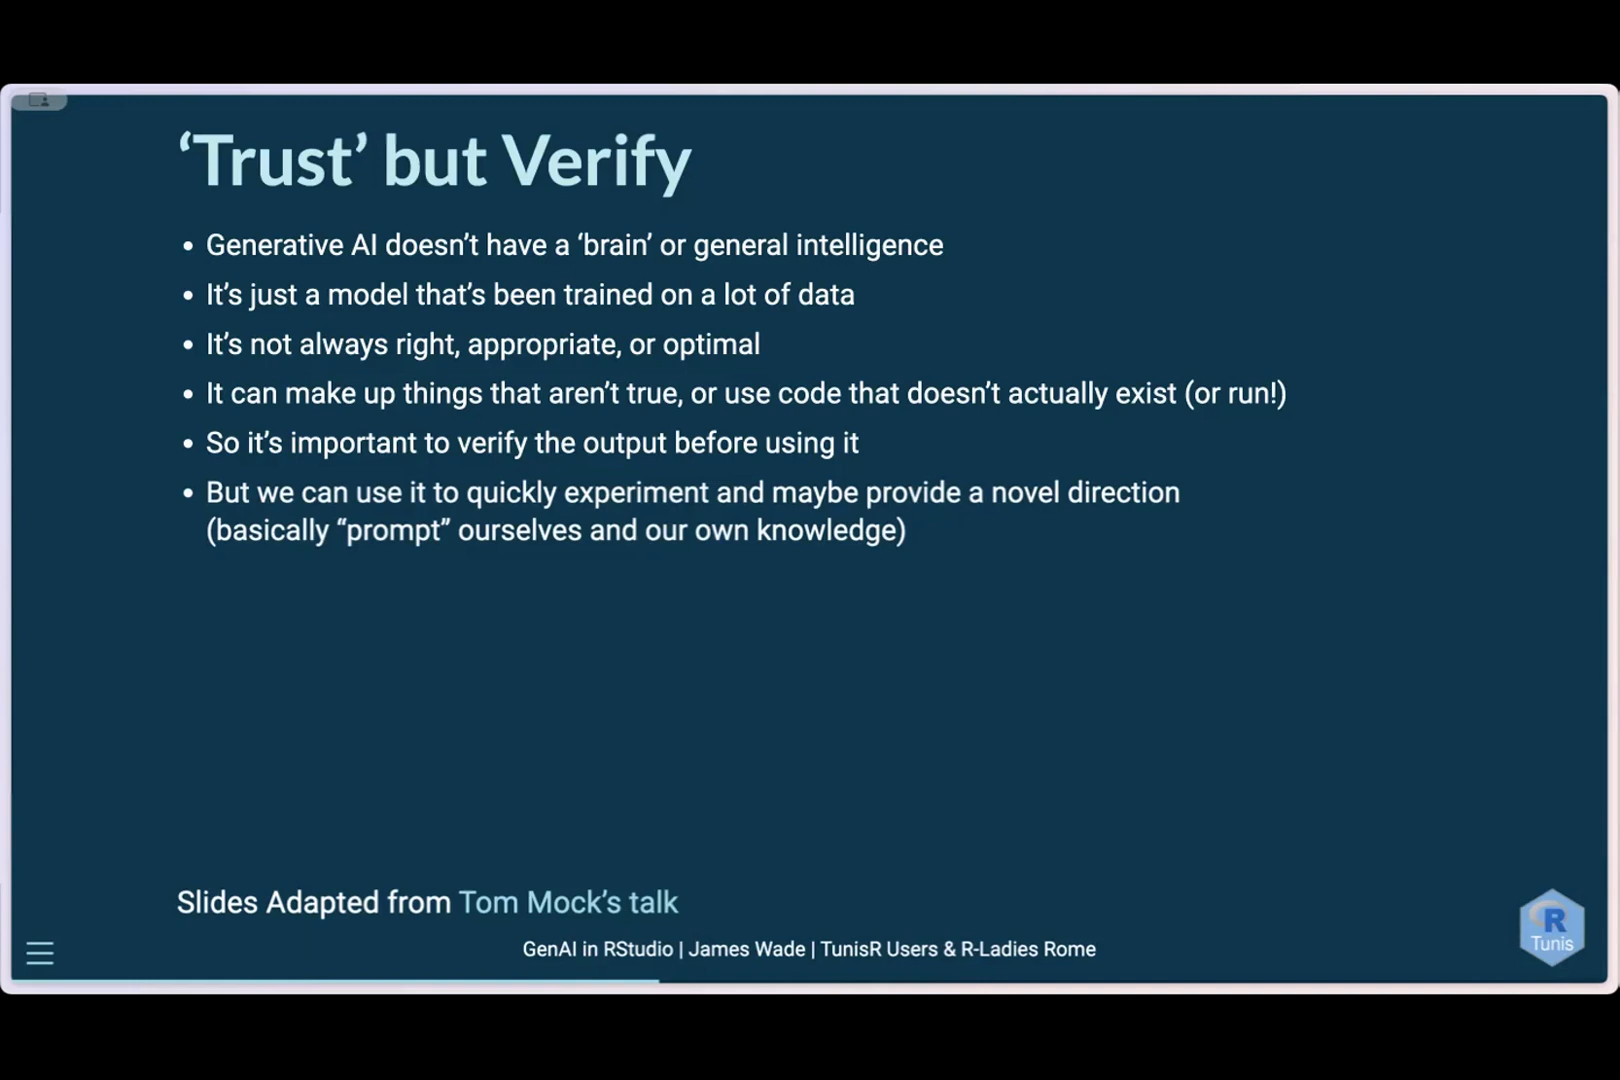 ‘Trust’ but Verify
• Generative AI doesn’t have a ‘brain’ or general intelligence
• It’s just a model that’s been trained on a lot of data
• It’s not always right, appropriate, or optimal
• It can make up things that aren’t true, or use code that doesn’t actually exist (or run!)
• So it’s important to verify the output before using it
• But we can use it to quickly experiment and maybe provide a novel direction
(basically “prompt” ourselves and our own knowledge)
Slides Adapted from Tom Mock’s talk
GenAI in RStudio | James Wade | TunisR Users & R-Ladies Rome
R
Tunis